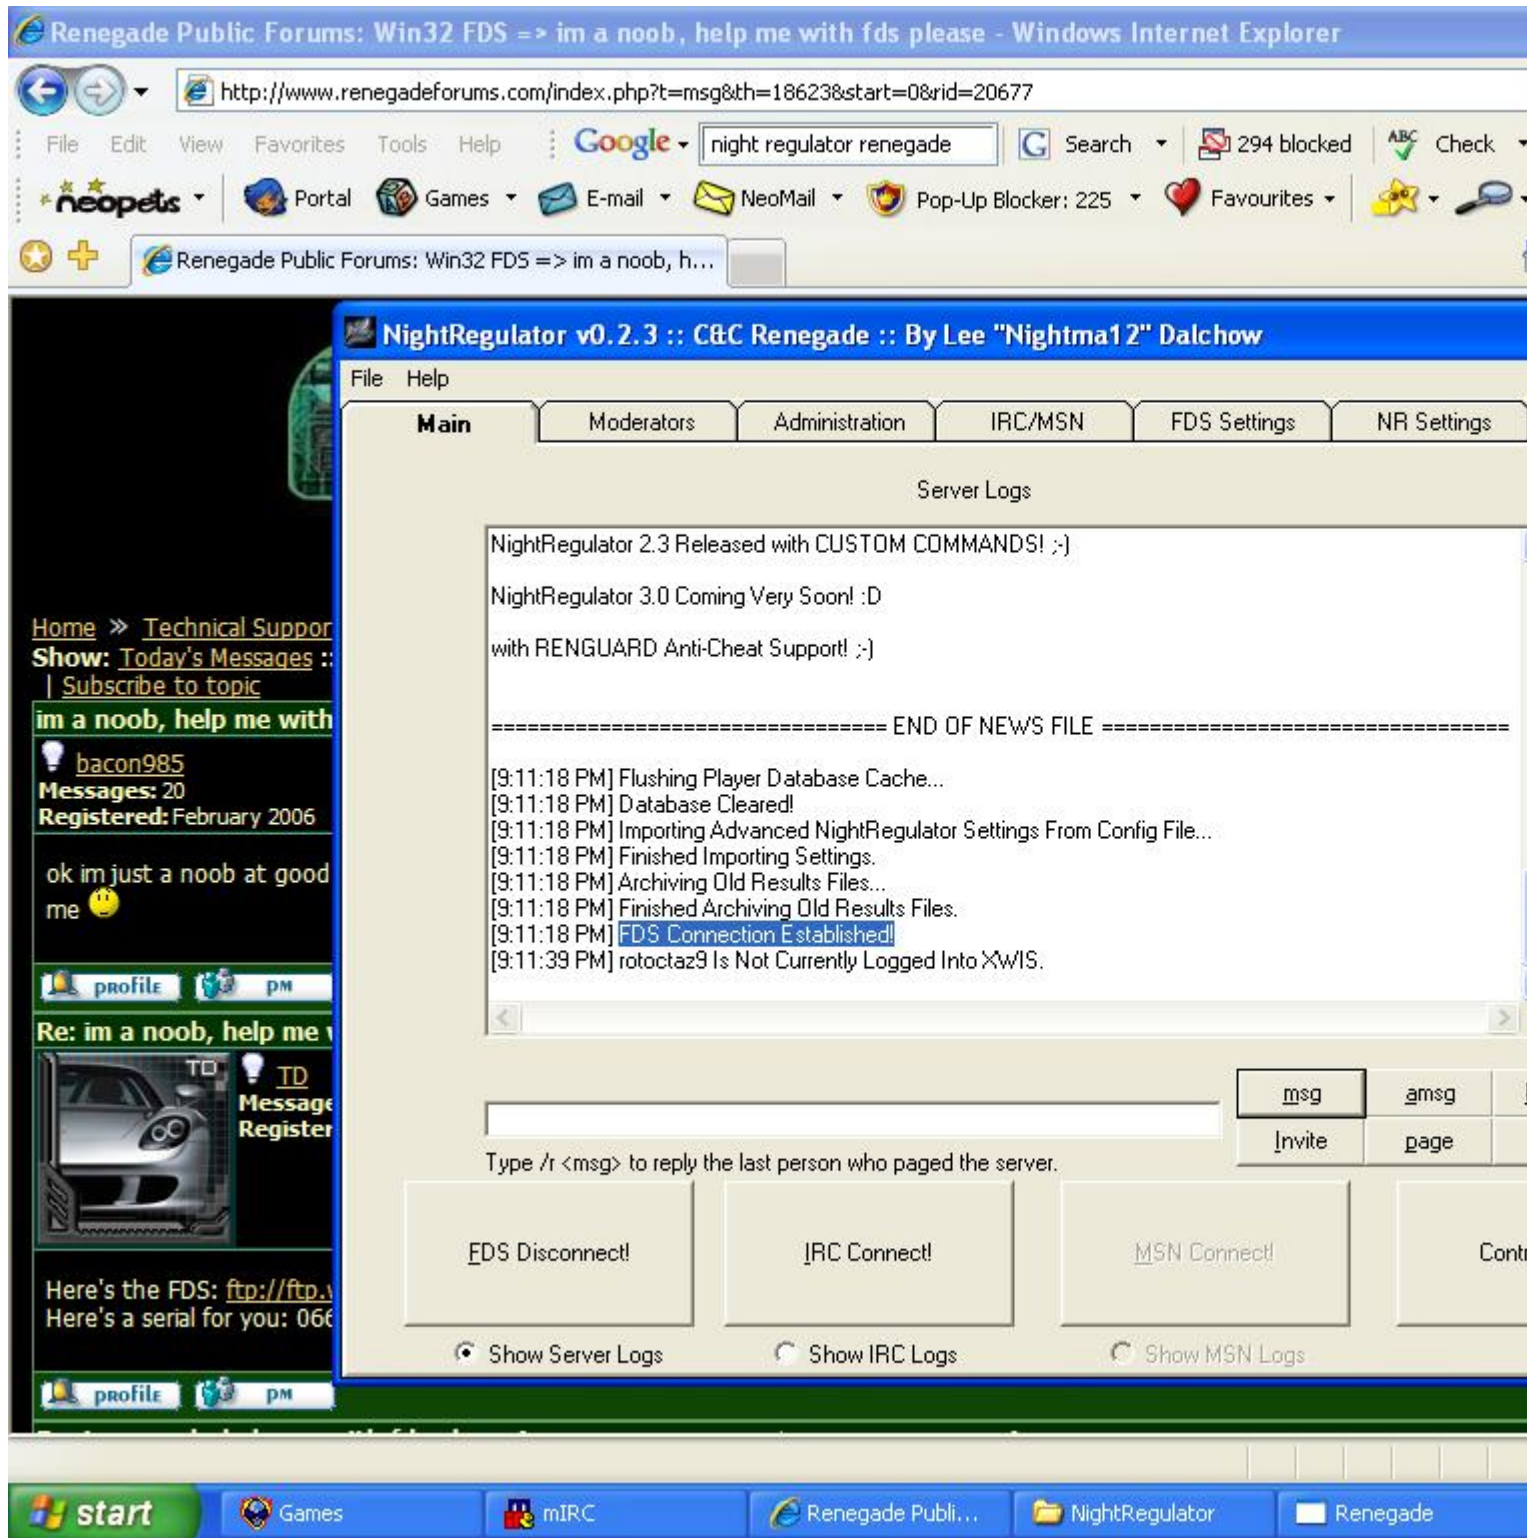 Renegade Public Forums: Win32 FDS => im a noob, help me with fds please - Windows Internet Explorer
http://www.renegadeforums.com/index.php?t=msg&th=18623&start=0&rid=20677
File Edit View Favorites Tools Help Google night regulator renegade G Search 294 blocked ABC Check
neopets Portal Games E-mail NeoMail Pop-Up Blocker: 225 Favourites
Renegade Public Forums: Win32 FDS => im a noob, h...
NightRegulator v0.2.3 :: C&C Renegade :: By Lee "Nightma12" Dalchow
File Help
Main Moderators Administration IRC/MSN FDS Settings NR Settings
Server Logs
NightRegulator 2.3 Released with CUSTOM COMMANDS! ;-)
NightRegulator 3.0 Coming Very Soon! :D
with RENGUARD Anti-Cheat Support! ;-)
================================= END OF NEWS FILE ==================================
[9:11:18 PM] Flushing Player Database Cache...
[9:11:18 PM] Database Cleared!
[9:11:18 PM] Importing Advanced NightRegulator Settings From Config File...
[9:11:18 PM] Finished Importing Settings.
[9:11:18 PM] Archiving Old Results Files...
[9:11:18 PM] Finished Archiving Old Results Files.
[9:11:18 PM] FDS Connection Established!
[9:11:39 PM] rotoctaz9 Is Not Currently Logged Into XWIS.
msg amsg
Invite page
Type /r <msg> to reply the last person who paged the server.
FDS Disconnect! IRC Connect! MSN Connect! Contr
Show Server Logs Show IRC Logs Show MSN Logs
Home » Technical Suppor
Show: Today's Messages ::
| Subscribe to topic
im a noob, help me with
bacon985
Messages: 20
Registered: February 2006
ok im just a noob at good
me
profile pm
Re: im a noob, help me
TD
TD
Message
Register
Here's the FDS: ftp://ftp.
Here's a serial for you: 066
profile pm
start Games mIRC Renegade Publi... NightRegulator Renegade